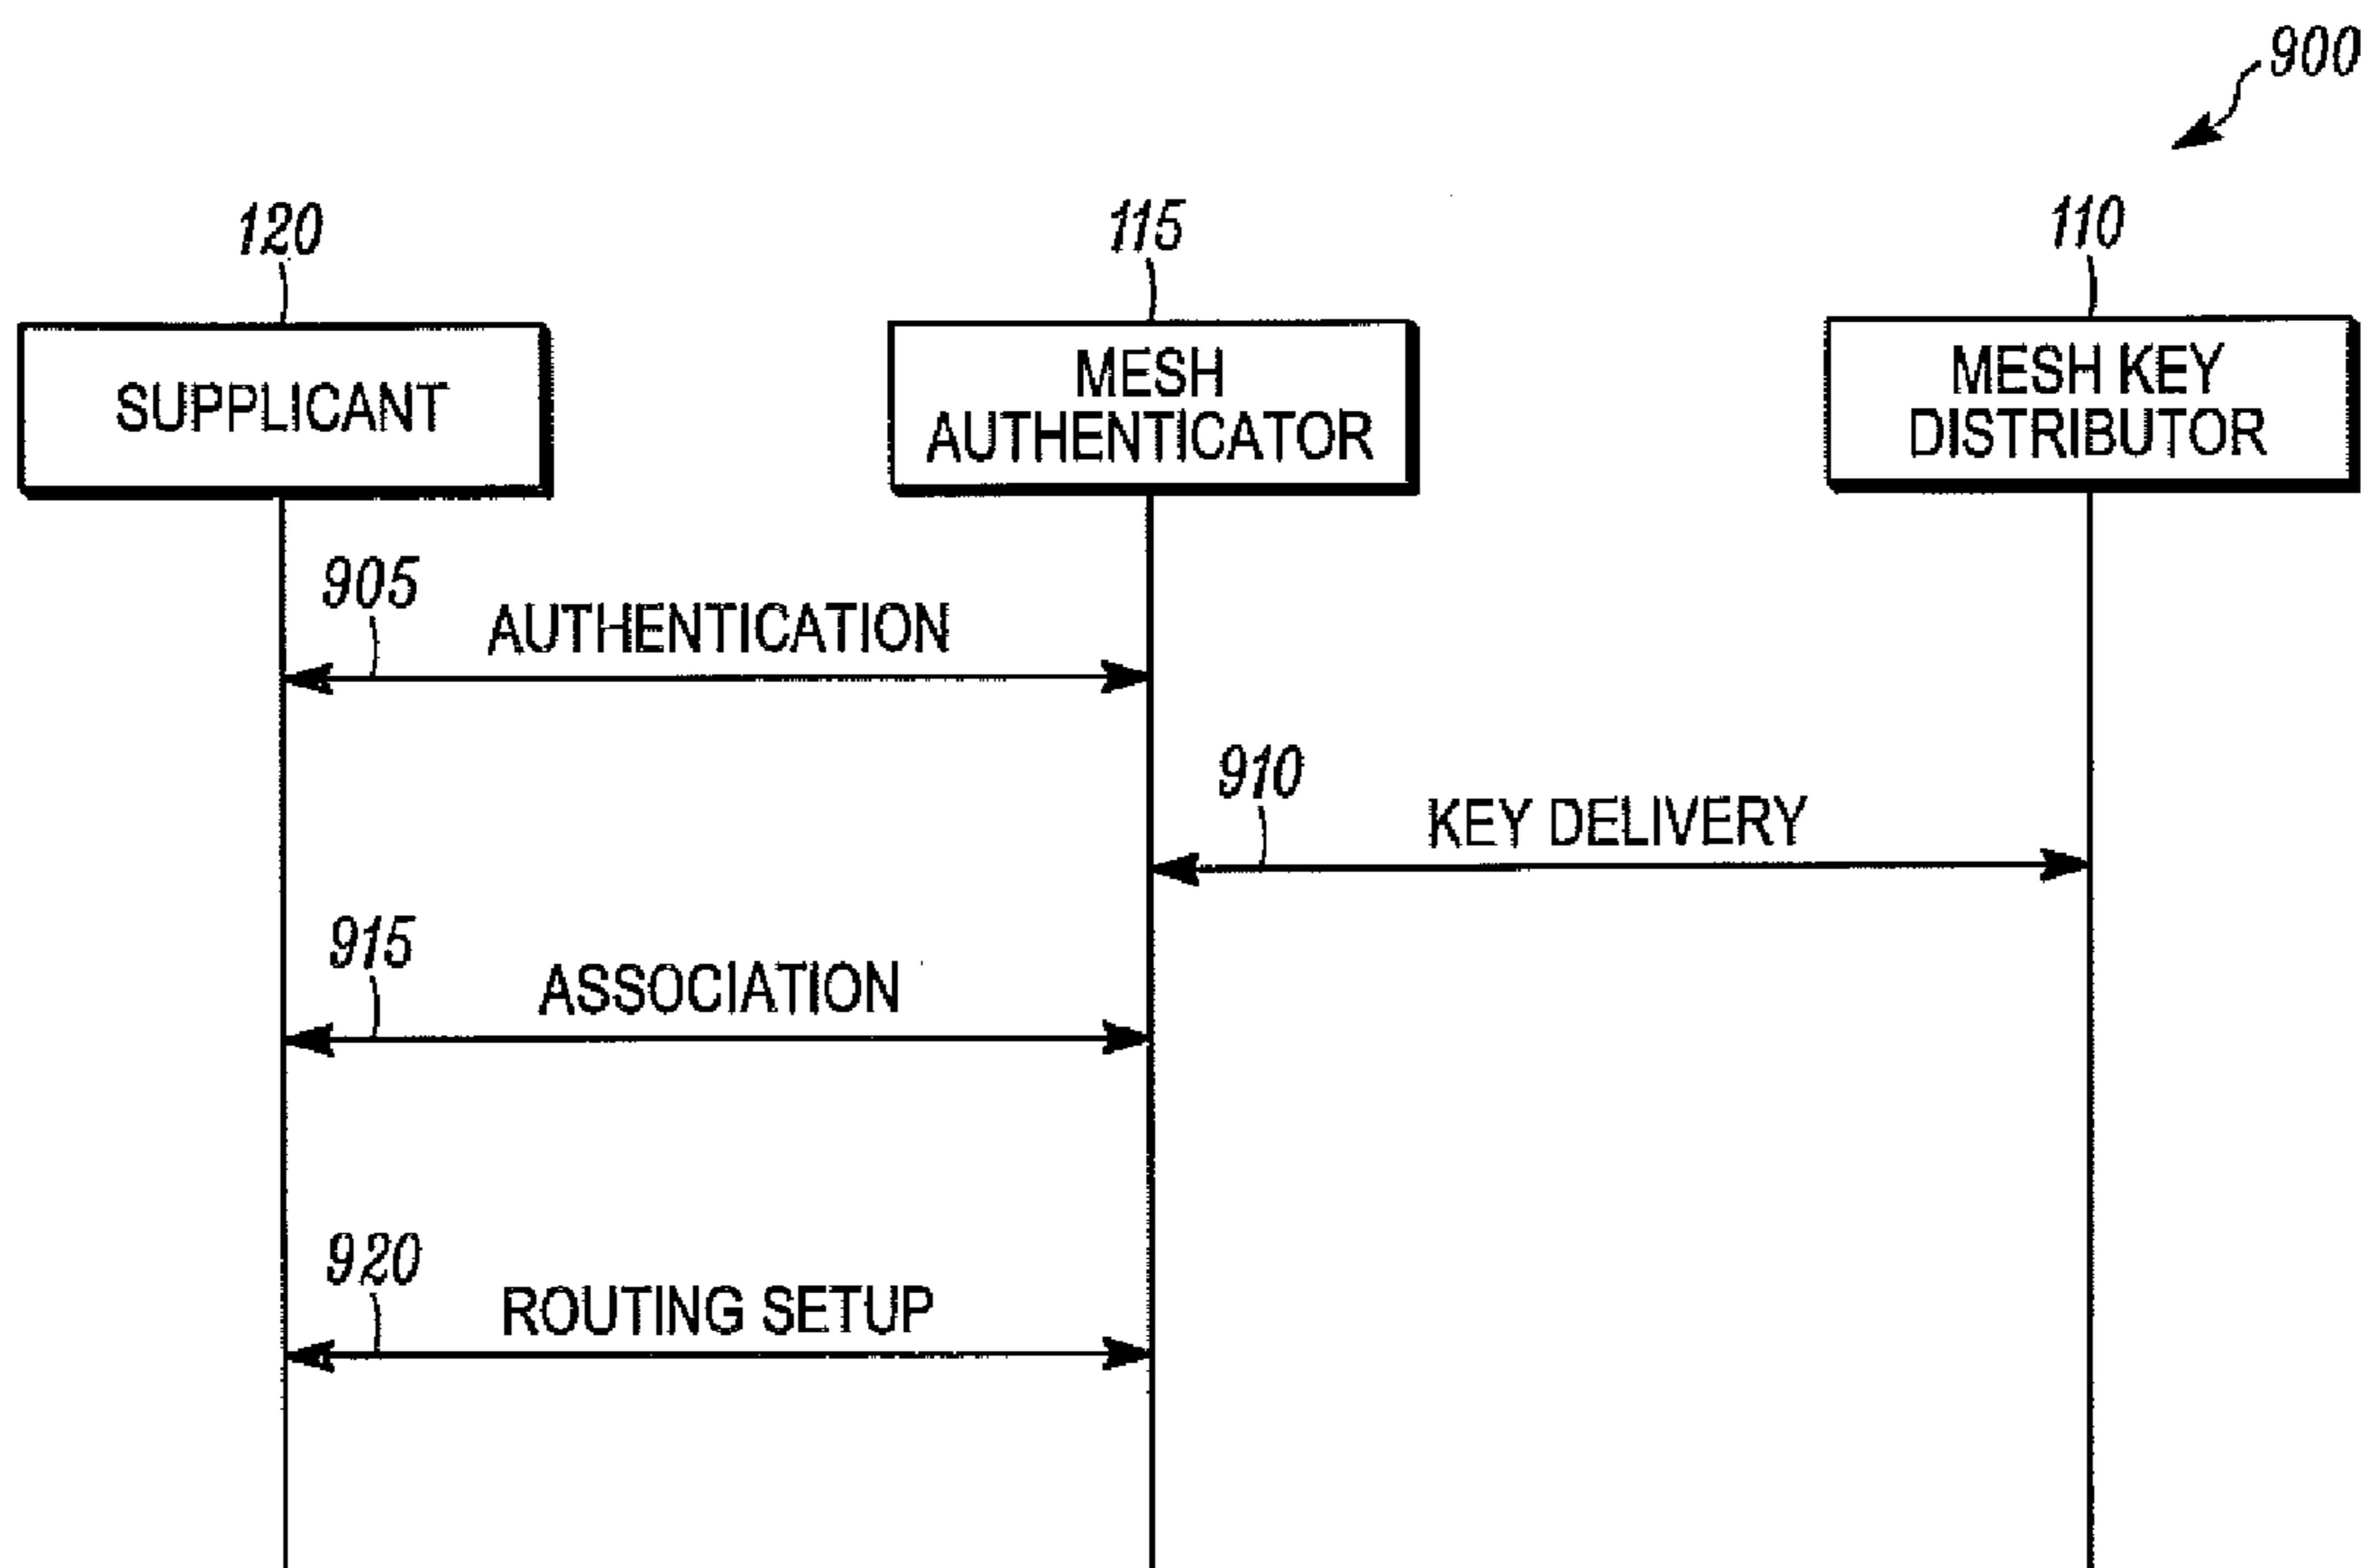 900
120
115
110
SUPPLICANT
MESH
AUTHENTICATOR
MESH KEY
DISTRIBUTOR
905
AUTHENTICATION
910
KEY DELIVERY
915
ASSOCIATION
920
ROUTING SETUP